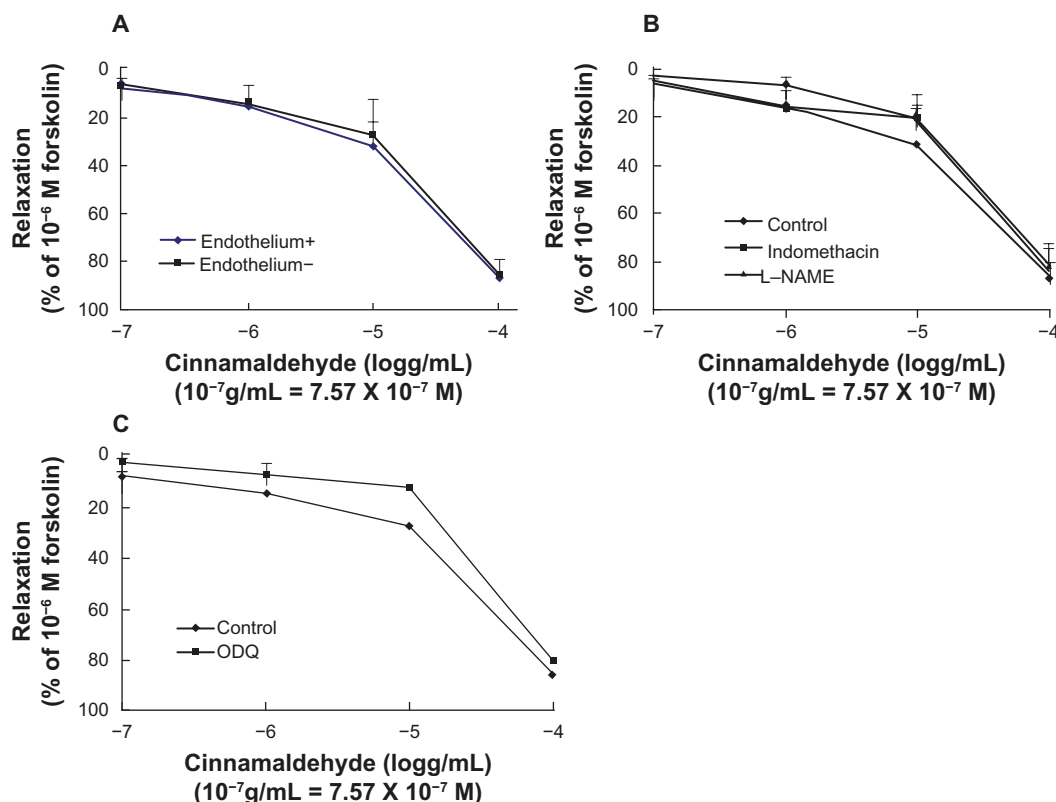 A
0
20
40
60
80
100
Relaxation
(% of 10⁻⁶ M forskolin)
Endothelium+
Endothelium−
−7
−6
−5
−4
Cinnamaldehyde (logg/mL)
(10⁻⁷g/mL = 7.57 X 10⁻⁷ M)
B
0
20
40
60
80
100
Relaxation
(% of 10⁻⁶ M forskolin)
Control
Indomethacin
L–NAME
−7
−6
−5
−4
Cinnamaldehyde (logg/mL)
(10⁻⁷g/mL = 7.57 X 10⁻⁷ M)
C
0
20
40
60
80
100
Relaxation
(% of 10⁻⁶ M forskolin)
Control
ODQ
−7
−6
−5
−4
Cinnamaldehyde (logg/mL)
(10⁻⁷g/mL = 7.57 X 10⁻⁷ M)